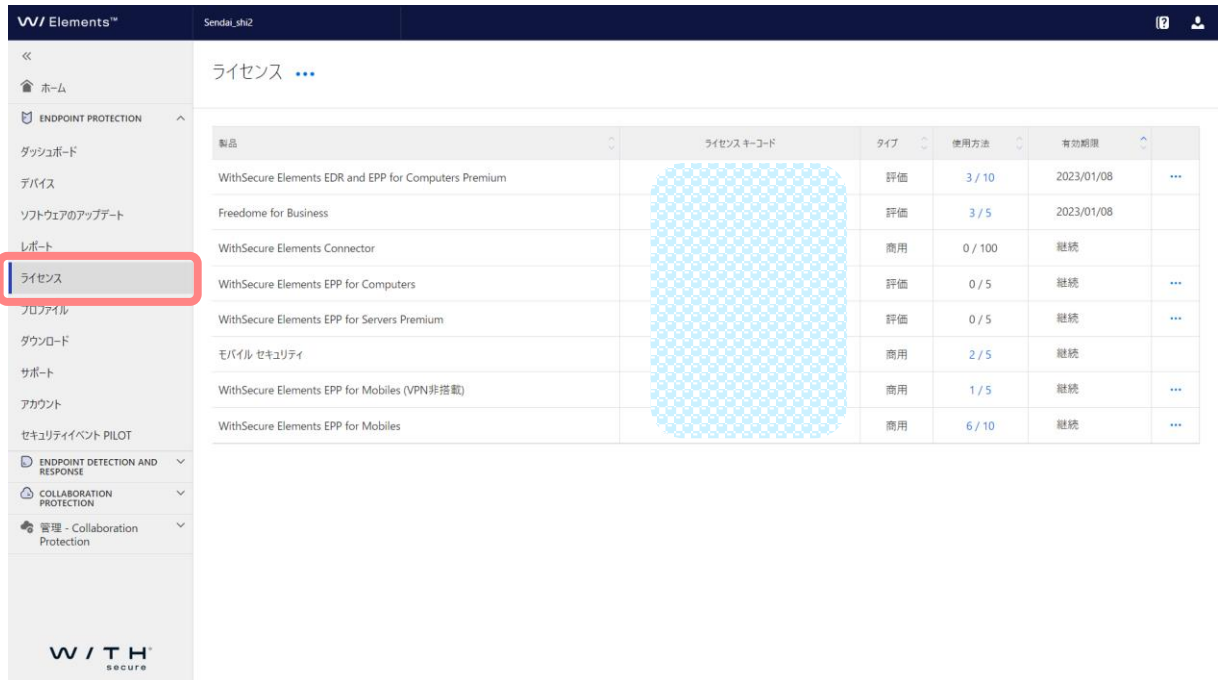 W/ Elements™
Sendai_shi2
ホーム
ENDPOINT PROTECTION
ダッシュボード
デバイス
ソフトウェアのアップデート
レポート
ライセンス
プロファイル
ダウンロード
サポート
アカウント
セキュリティイベント PILOT
ENDPOINT DETECTION AND
RESPONSE
COLLABORATION
PROTECTION
管理 - Collaboration
Protection
W / T H
secure
ライセンス
製品 ライセンス キーコード タイプ 使用方法 有効期限
WithSecure Elements EDR and EPP for Computers Premium 評価 3 / 10 2023/01/08
Freedome for Business 評価 3 / 5 2023/01/08
WithSecure Elements Connector 商用 0 / 100 継続
WithSecure Elements EPP for Computers 評価 0 / 5 継続
WithSecure Elements EPP for Servers Premium 評価 0 / 5 継続
モバイル セキュリティ 商用 2 / 5 継続
WithSecure Elements EPP for Mobiles (VPN非搭載) 商用 1 / 5 継続
WithSecure Elements EPP for Mobiles 商用 6 / 10 継続